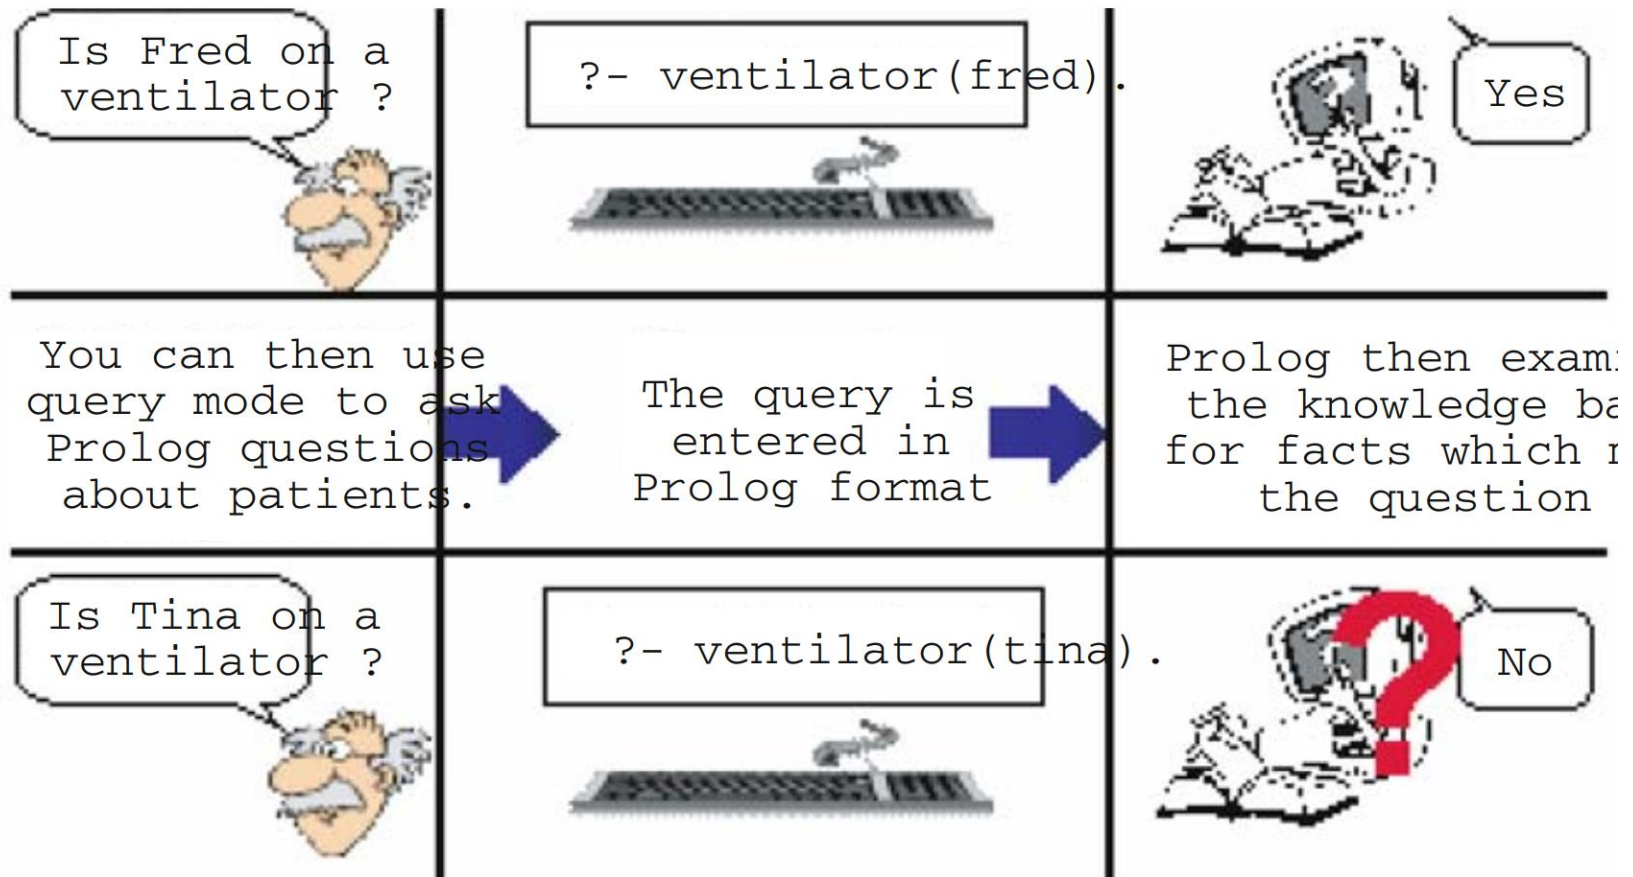 Is Fred on a
ventilator ?
?- ventilator(fred).
Yes
You can then use
query mode to ask
Prolog questions
about patients.
The query is
entered in
Prolog format
Prolog then
the knowledge
for facts which
the question
Is Tina on a
ventilator ?
?- ventilator(tina).
No